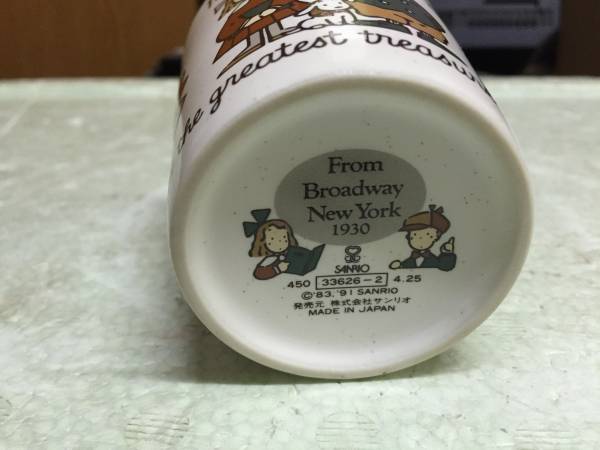 the greatest treasure
From
Broadway
New York
1930
SANRIO
450 33626-2 4.25
©'83,'91 SANRIO
発売元 株式会社サンリオ
MADE IN JAPAN